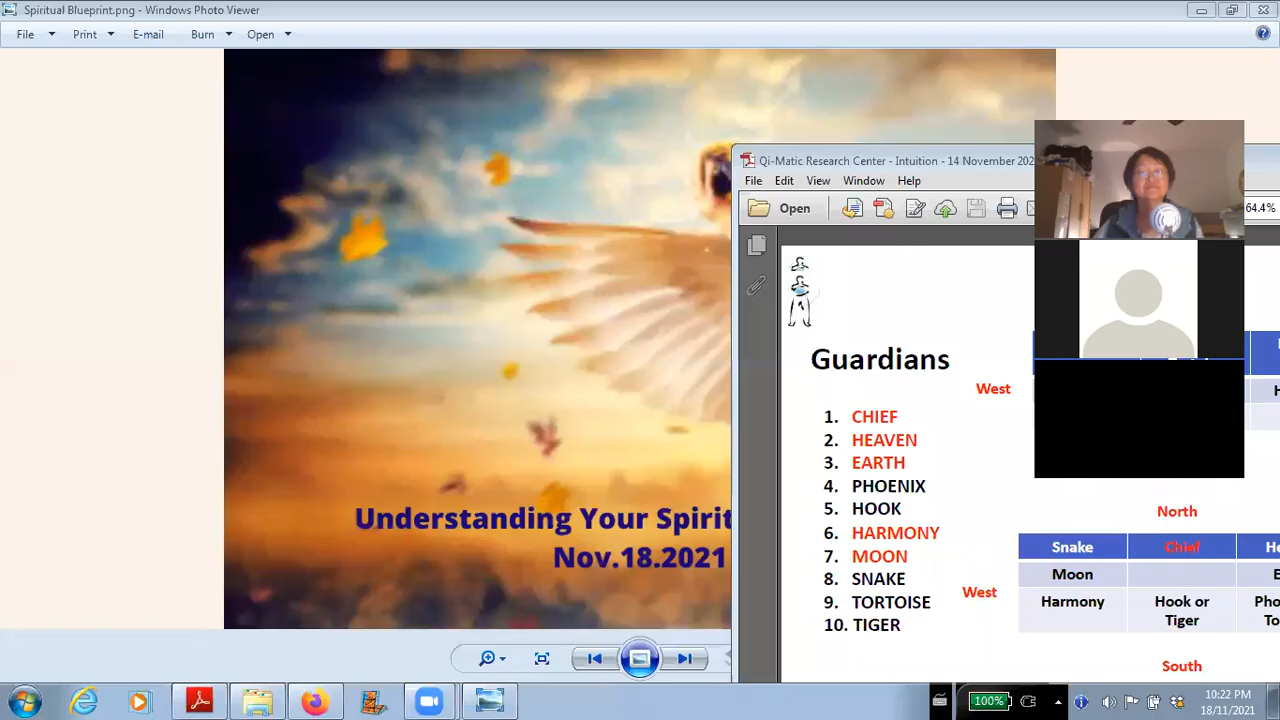 Spiritual Blueprint.png - Windows Photo Viewer
File Print E-mail Burn Open
Understanding Your
Nov.18.2021
Qi-Matic Research Center - Intuition - 14 November
File Edit View Window Help
Open
64.4%
Guardians
West
1. CHIEF
2. HEAVEN
3. EARTH
4. PHOENIX
5. HOOK
6. HARMONY
7. MOON
8. SNAKE
9. TORTOISE
10. TIGER
North
Snake Chief
Moon
West
Harmony Hook or
Tiger
South
100%
10:22 PM
18/11/2021